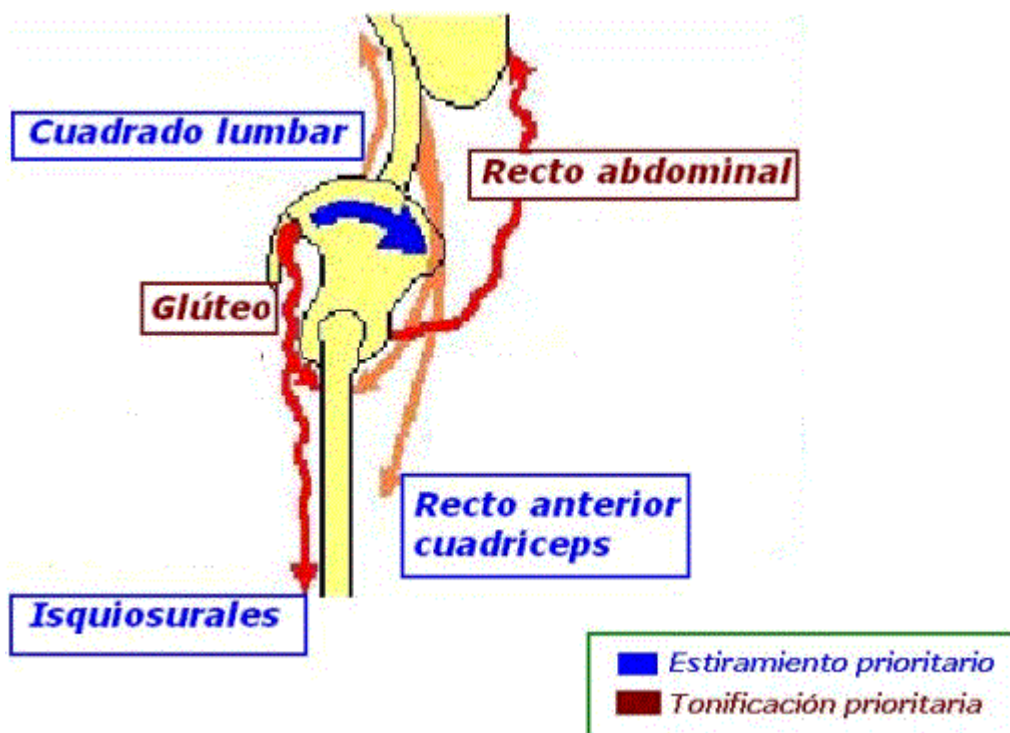 Cuadrado lumbar
Recto abdominal
Glúteo
Recto anterior
cuadriceps
Isquiosurales
Estiramiento prioritario
Tonificación prioritaria